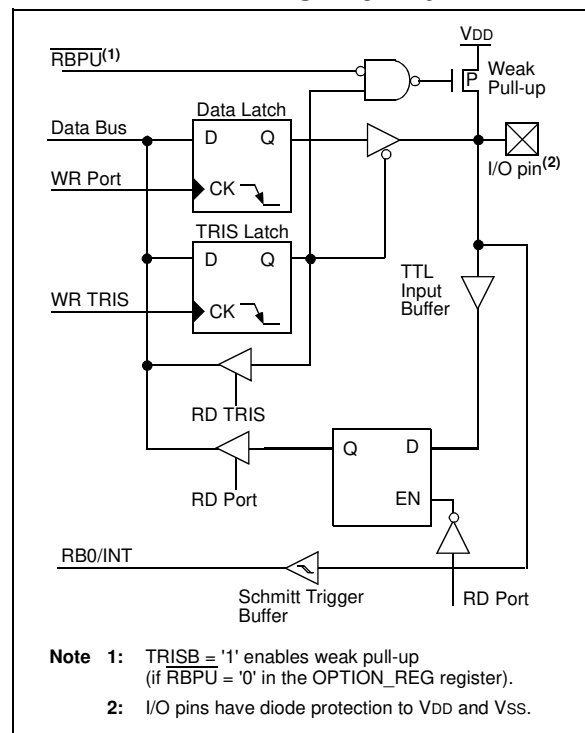 VDD
RBPU(1)
P
Weak
Pull-up
Data Latch
Data Bus
D
Q
I/O pin(2)
WR Port
CK
TRIS Latch
D
Q
TTL
Input
Buffer
WR TRIS
CK
RD TRIS
Q
D
RD Port
EN
RB0/INT
Schmitt Trigger
Buffer
RD Port
Note 1: TRISB = '1' enables weak pull-up
(if RBPU = '0' in the OPTION_REG register).
2: I/O pins have diode protection to VDD and VSS.